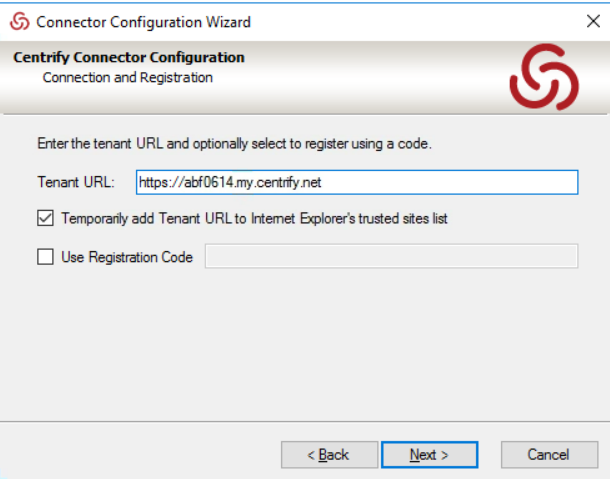 Connector Configuration Wizard
Centrify Connector Configuration
Connection and Registration
Enter the tenant URL and optionally select to register using a code.
Tenant URL: https://abf0614.my.centrify.net
Temporarily add Tenant URL to Internet Explorer's trusted sites list
Use Registration Code
< Back Next > Cancel